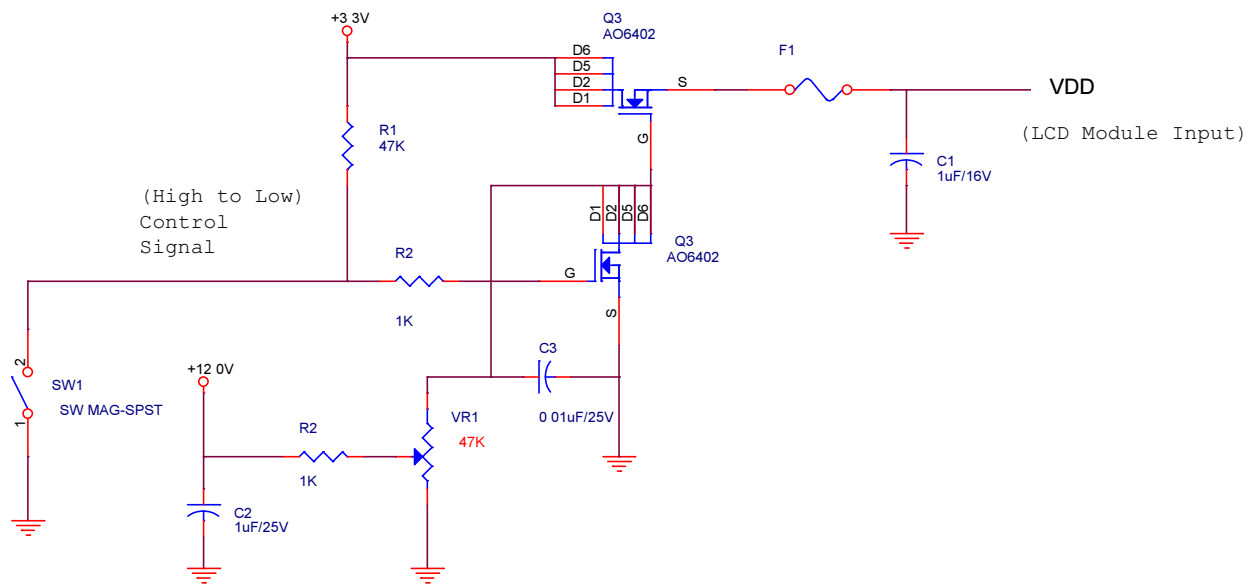 +3 3V
Q3
AO6402
D6
D5
D2
D1
S
G
F1
VDD
(LCD Module Input)
C1
1uF/16V
R1
47K
(High to Low)
Control
Signal
D1
D2
D5
D6
Q3
AO6402
G
S
R2
1K
C3
0 01uF/25V
2
1
SW1
SW MAG-SPST
+12 0V
R2
1K
VR1
47K
C2
1uF/25V